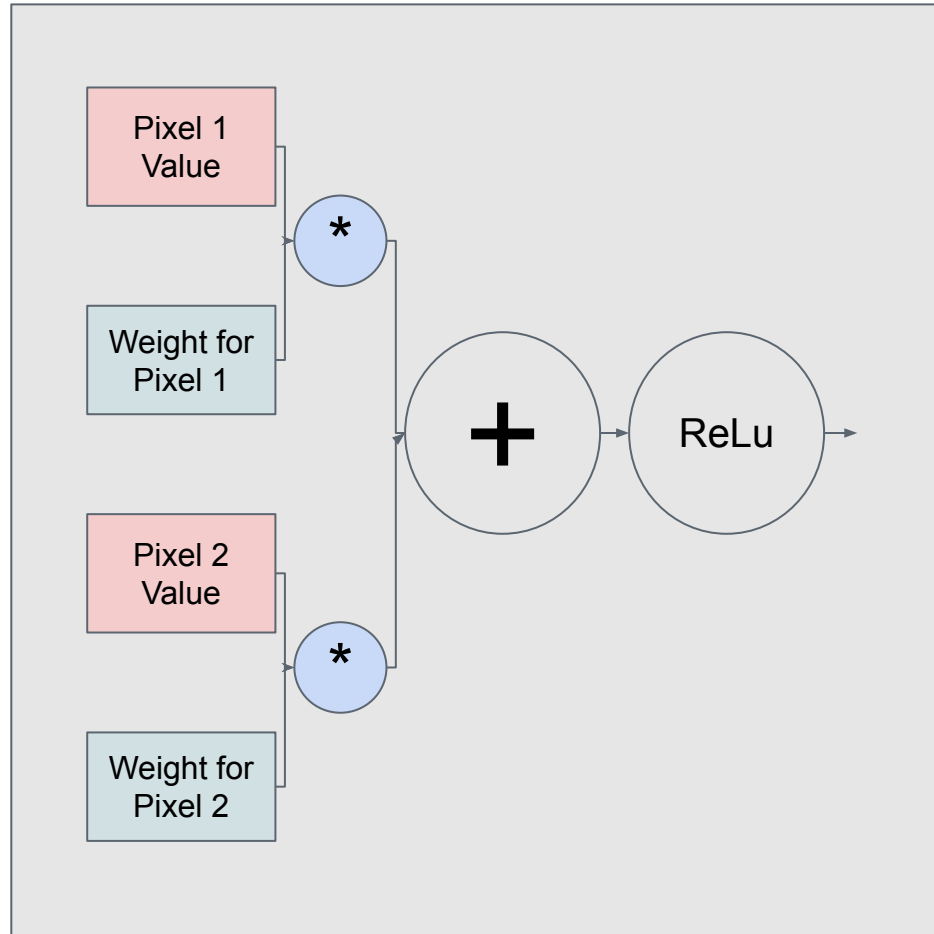 Pixel 1
Value
*
Weight for
Pixel 1
+
ReLu
Pixel 2
Value
*
Weight for
Pixel 2